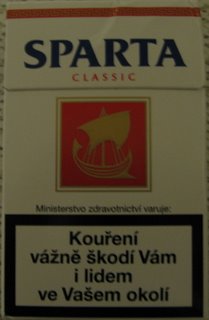 SPARTA
CLASSIC
Ministerstvo zdravotnictví varuje:
Kouření
vážně škodí Vám
i lidem
ve Vašem okolí